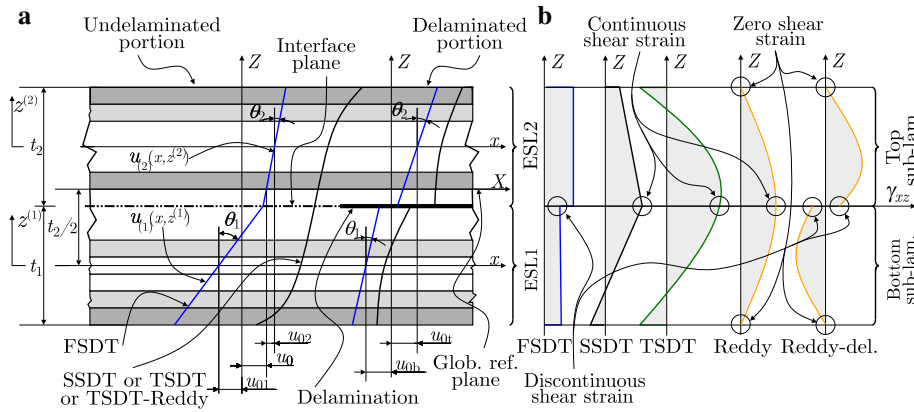 a
Undelaminated
portion
Interface
plane
Delaminated
portion
Z
Z
z(2)
θ2
θ2
t2
u(2)(x,z(2))
x
X
z(1)
u(1)(x,z(1))
θ1
θ1
t2/2
t1
x
FSDT
SSDT or TSDT
or TSDT-Reddy
u02
u0
u01
u0t
u0b
Delamination
Glob. ref.
plane
b
Continuous
shear strain
Zero shear
strain
Z
Z
Z
Z
Z
ESL2
ESL1
Top
sub-lam.
γxz
Bottom
sub-lam.
FSDT
SSDT
TSDT
Reddy
Reddy-del.
Discontinuous
shear strain